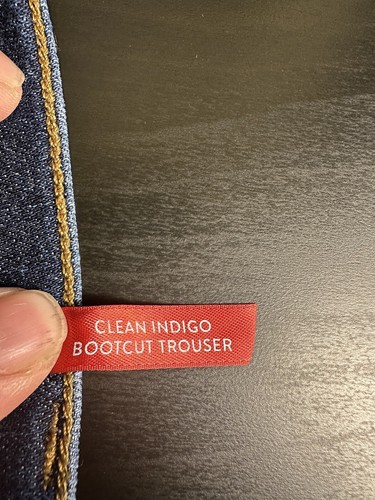 CLEAN INDIGO
BOOTCUT TROUSER